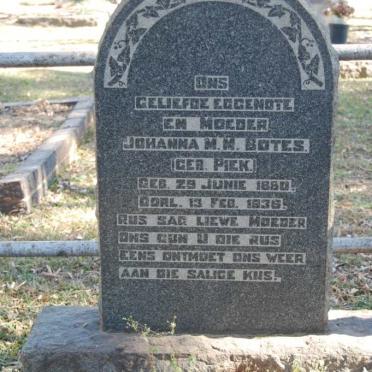 ONS
GELIEFDE EGGENOTE
EN MOEDER
JOHANNA M.M. BOTES.
GEB. PIEK.
GEB. 29 JUNIE 1880.
OORL. 13 FEB. 1938.
RUS SAG LIEWE MOEDER
ONS GUN U DIE RUS
EENS ONTMOET ONS WEER
AAN DIE SALIGE KUS.